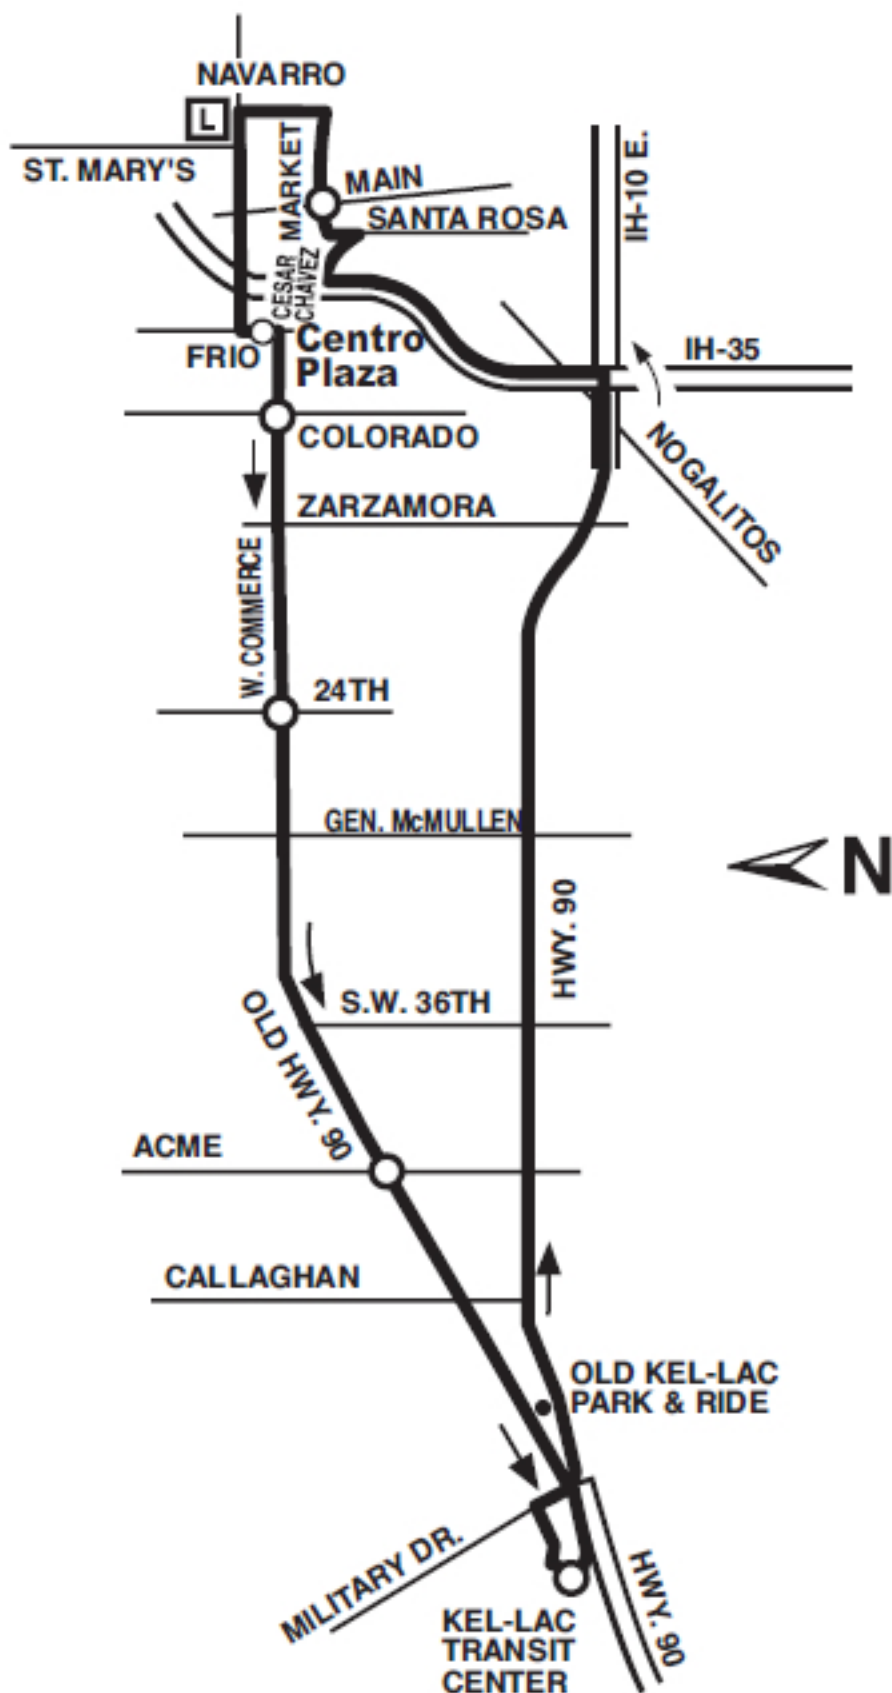 NAVARRO
L
ST. MARY'S
MARKET
MAIN
SANTA ROSA
IH-10 E.
CESAR
CHAVEZ
FRIO
Centro
Plaza
IH-35
COLORADO
NOGALITOS
ZARZAMORA
W. COMMERCE
24TH
GEN. McMULLEN
N
HWY. 90
S.W. 36TH
OLD HWY. 90
ACME
CALLAGHAN
OLD KEL-LAC
PARK & RIDE
MILITARY DR.
HWY. 90
KEL-LAC
TRANSIT
CENTER